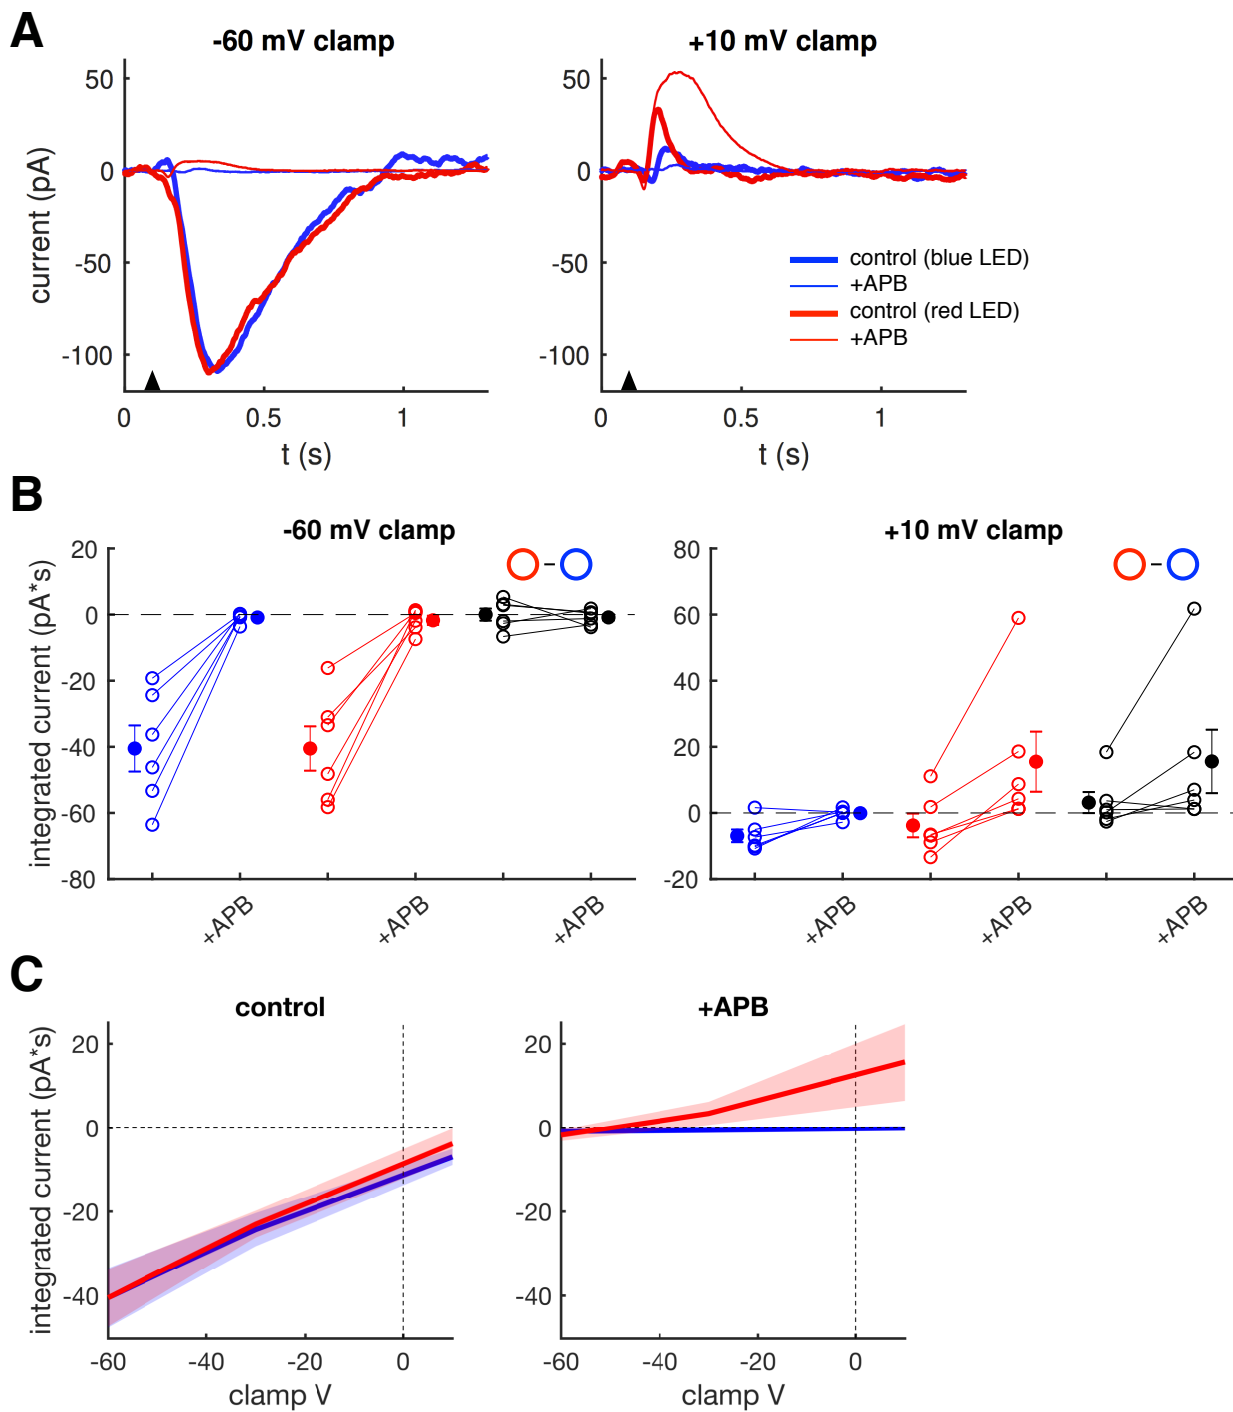 A
-60 mV clamp
+10 mV clamp
current (pA)
50
0
-50
-100
0
0.5
1
t (s)
50
0
-50
-100
0
0.5
1
t (s)
control (blue LED)
+APB
control (red LED)
+APB
B
-60 mV clamp
+10 mV clamp
integrated current (pA*s)
20
0
-20
-40
-60
-80
+APB
+APB
+APB
-
80
60
40
20
0
-20
+APB
+APB
+APB
-
C
control
+APB
integrated current (pA*s)
20
0
-20
-40
-60
-40
-20
0
clamp V
20
0
-20
-40
-60
-40
-20
0
clamp V